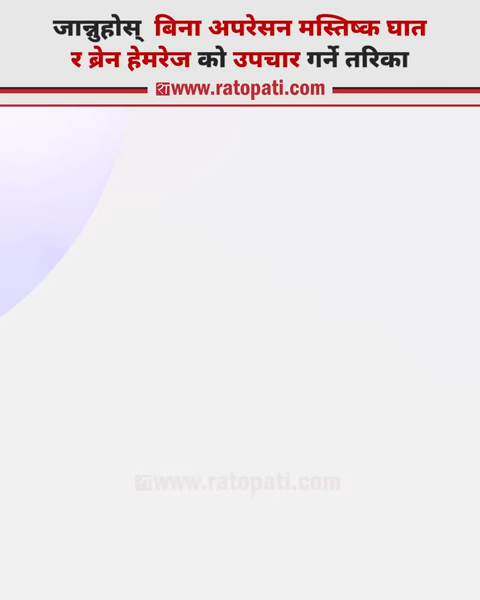 जान्नुहोस् बिना अपरेसन मस्तिष्क घात
र ब्रेन हेमरेज को उपचार गर्ने तरिका
रा www.ratopati.com
रा www.ratopati.com